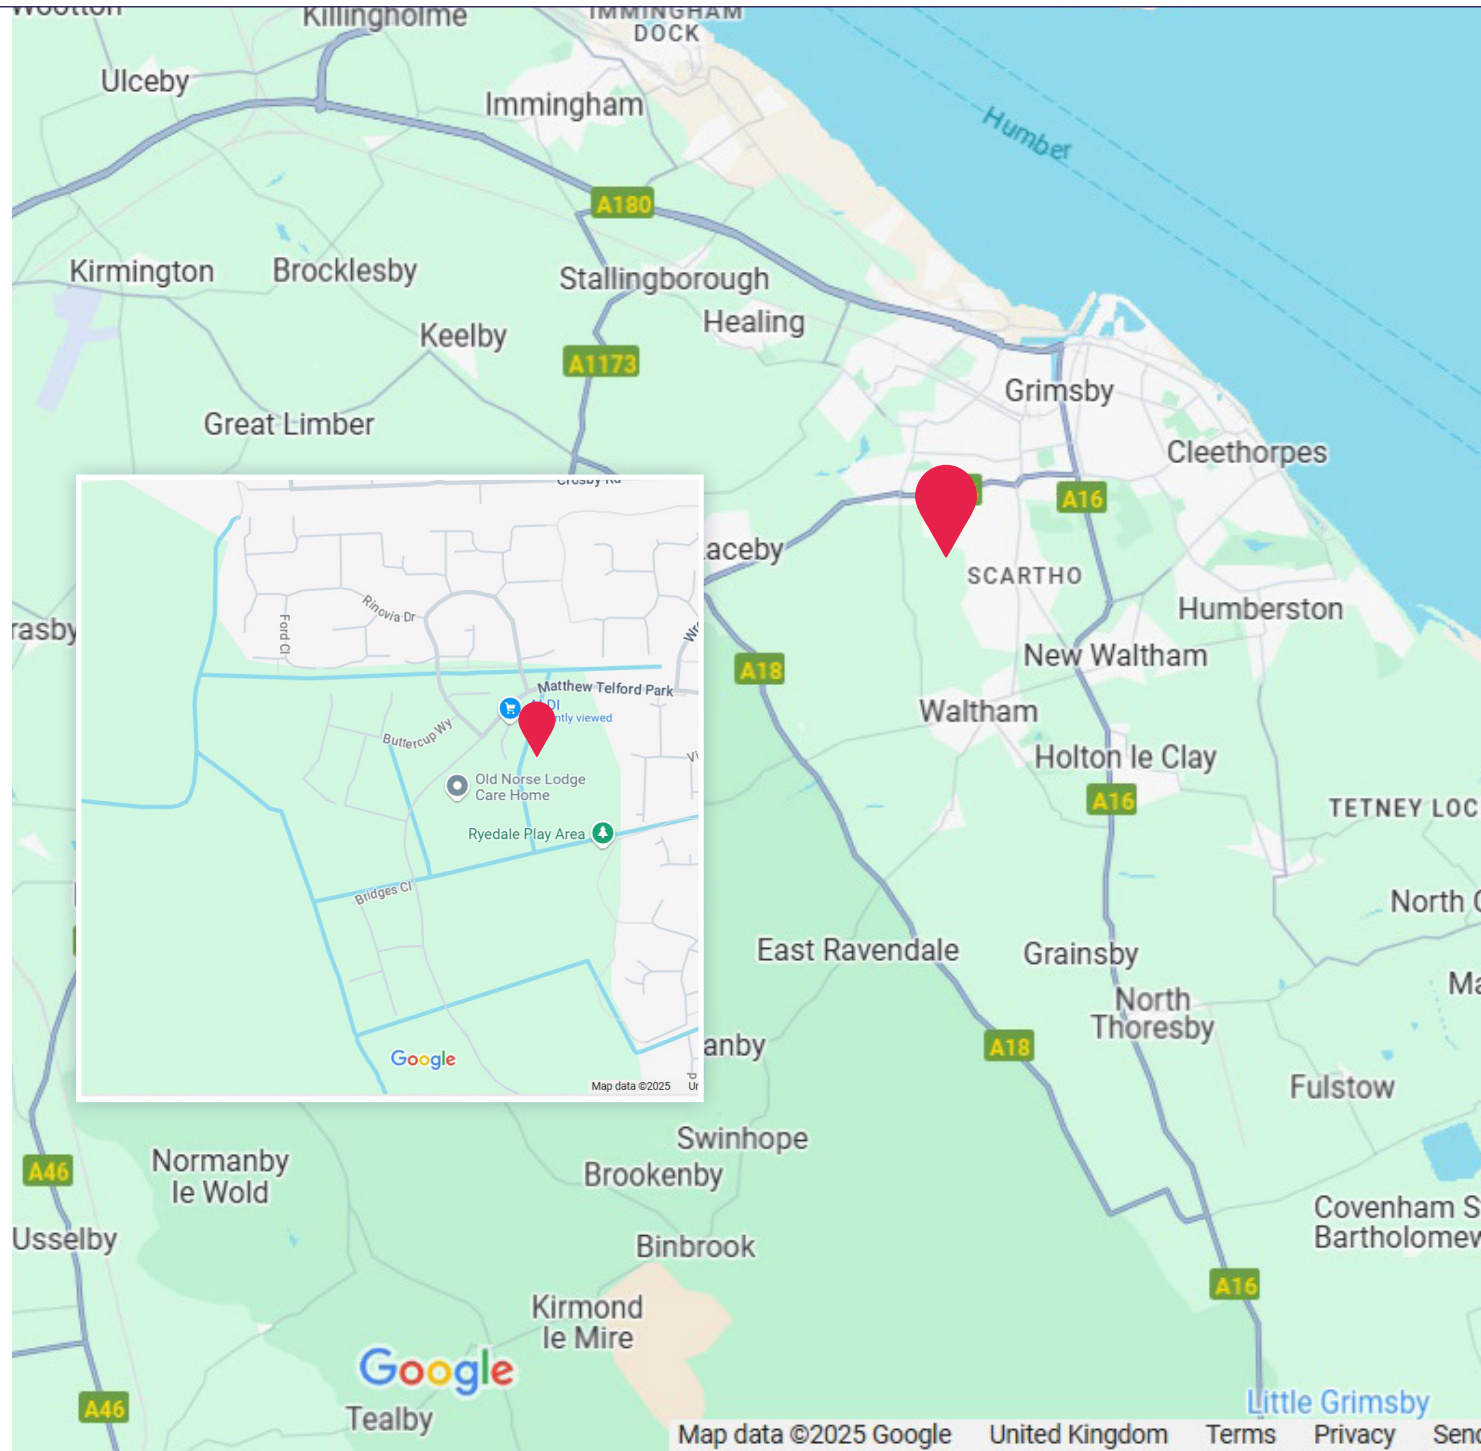 Killingholme
IMMINGHAM
DOCK
Ulceby
Immingham
Humber
A180
Kirmington
Brocklesby
Stallingborough
Healing
Keelby
A1173
Grimsby
Great Limber
Cleethorpes
A16
SCARTHO
Humberston
New Waltham
A18
Waltham
Holton le Clay
A16
TETNEY LOC
North
East Ravendale
Grainsby
North
Thoresby
A18
Fulstow
Swinhope
Brookenby
Normanby
le Wold
A46
Usselby
Binbrook
Covenham S
Bartholomew
A16
Kirmond
le Mire
Google
A46
Tealby
Little Grimsby
Map data ©2025 Google United Kingdom Terms Privacy
Crosby Rd
Rinovia Dr
Ford Cl
Matthew Telford Park
Buttercup Wy
Old Norse Lodge
Care Home
Ryedale Play Area
Bridges Cl
Google
Map data ©2025